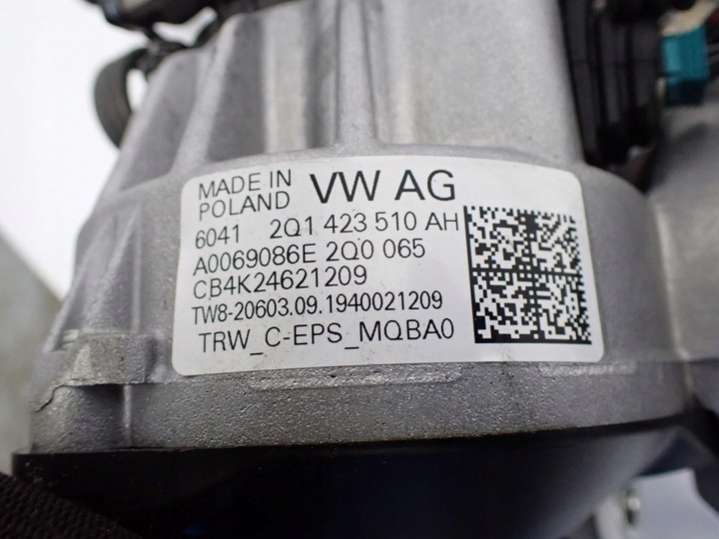 MADE IN
POLAND VW AG
6041 2Q1 423 510 AH
A0069086E 2Q0 065
CB4K24621209
TW8-20603.09.1940021209
TRW_C-EPS_MQBA0